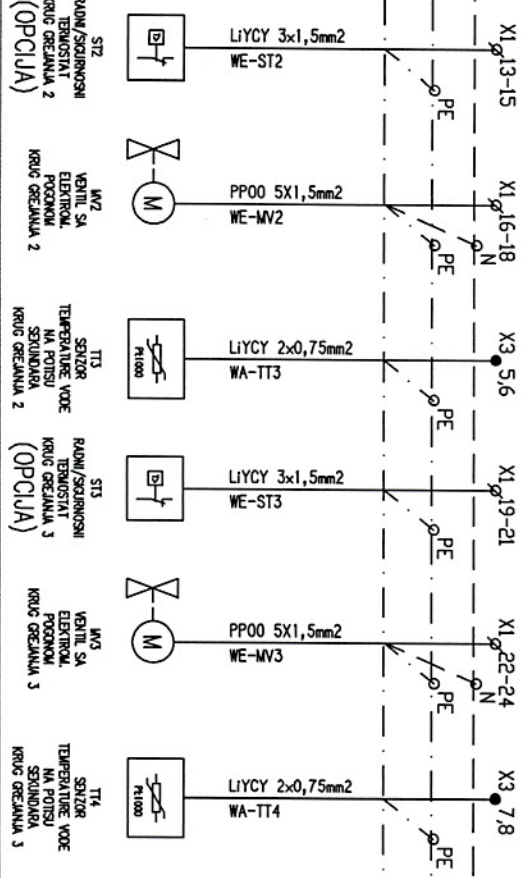 X1 13-15
PE
LiYCY 3x1,5mm2
WE-ST2
ST2
RADNI/SIGURNOSNI
TERMOSTAT
KRUG GREJANJA 2
(OPCIJA)
X1 16-18
N
PE
PP00 5X1,5mm2
WE-MV2
M
MV2
VENTIL SA
ELEKTROM.
POGONOM
KRUG GREJANJA 2
X3 5,6
PE
LiYCY 2x0,75mm2
WA-TT3
Pt1000
TT3
SENZOR
TEMPERATURE VODE
NA POTISU
SEKUNDARA
KRUG GREJANJA 2
X1 19-21
PE
LiYCY 3x1,5mm2
WE-ST3
ST3
RADNI/SIGURNOSNI
TERMOSTAT
KRUG GREJANJA 3
(OPCIJA)
X1 22-24
N
PE
PP00 5X1,5mm2
WE-MV3
M
MV3
VENTIL SA
ELEKTROM.
POGONOM
KRUG GREJANJA 3
X3 7,8
PE
LiYCY 2x0,75mm2
WA-TT4
Pt1000
TT4
SENZOR
TEMPERATURE VODE
NA POTISU
SEKUNDARA
KRUG GREJANJA 3